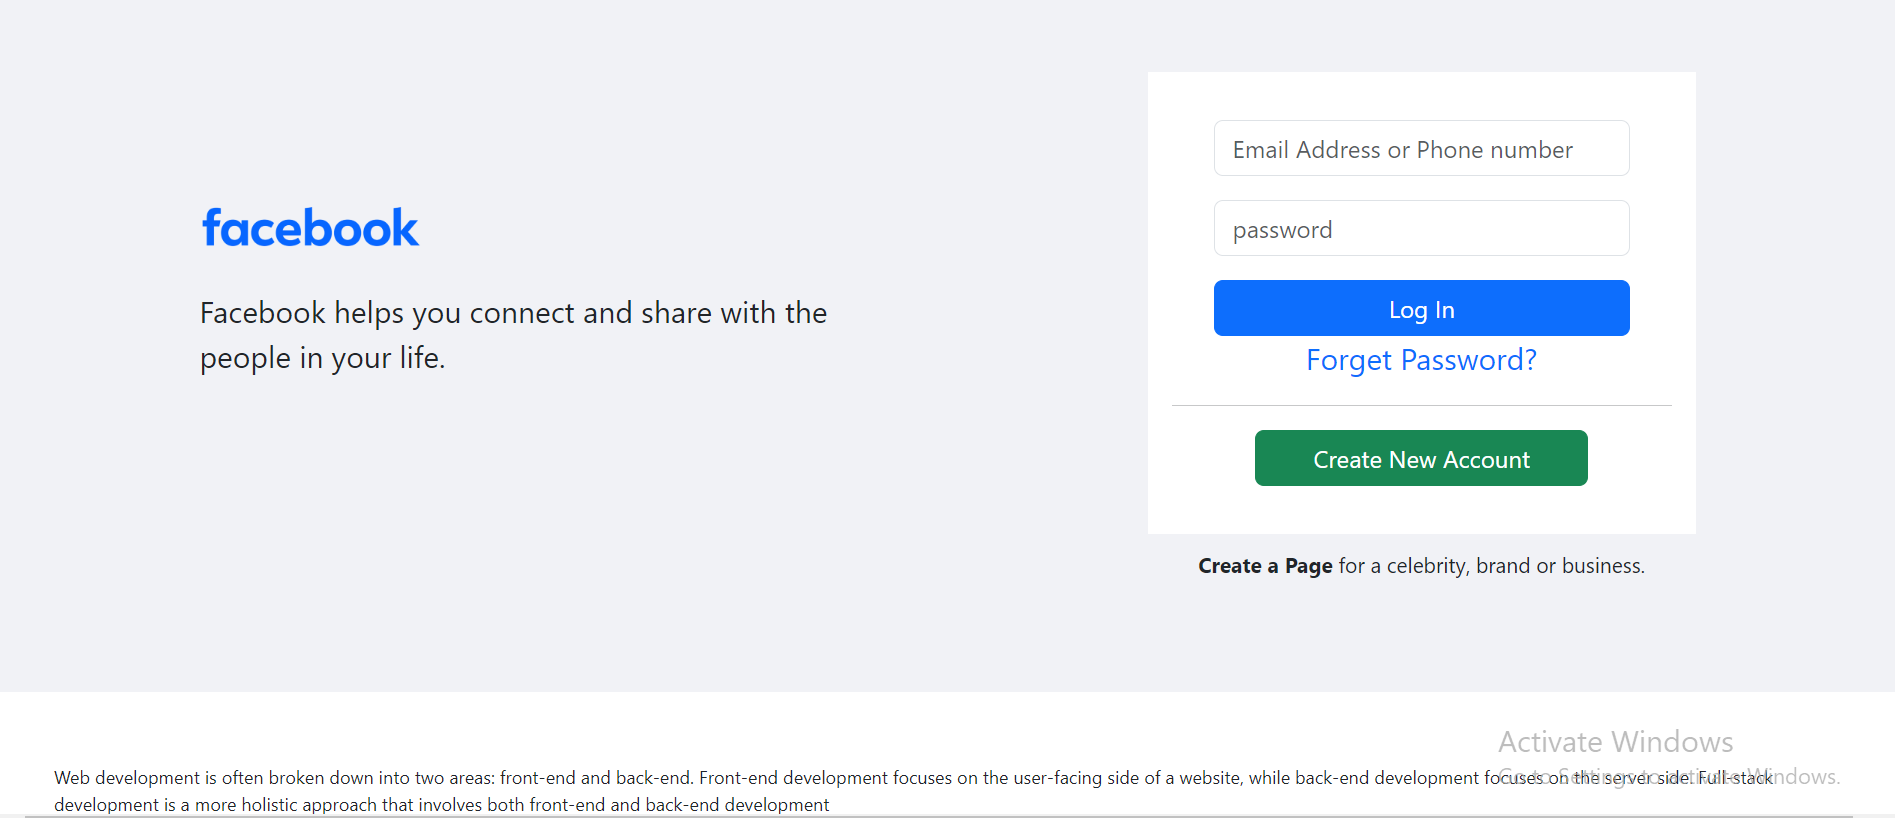 facebook
Facebook helps you connect and share with the
people in your life.
Email Address or Phone number
password
Log In
Forget Password?
Create New Account
Create a Page for a celebrity, brand or business.
Activate Windows
Go to Settings to activate Windows.
Web development is often broken down into two areas: front-end and back-end. Front-end development focuses on the user-facing side of a website, while back-end development focuses on the server side. Full-stack
development is a more holistic approach that involves both front-end and back-end development